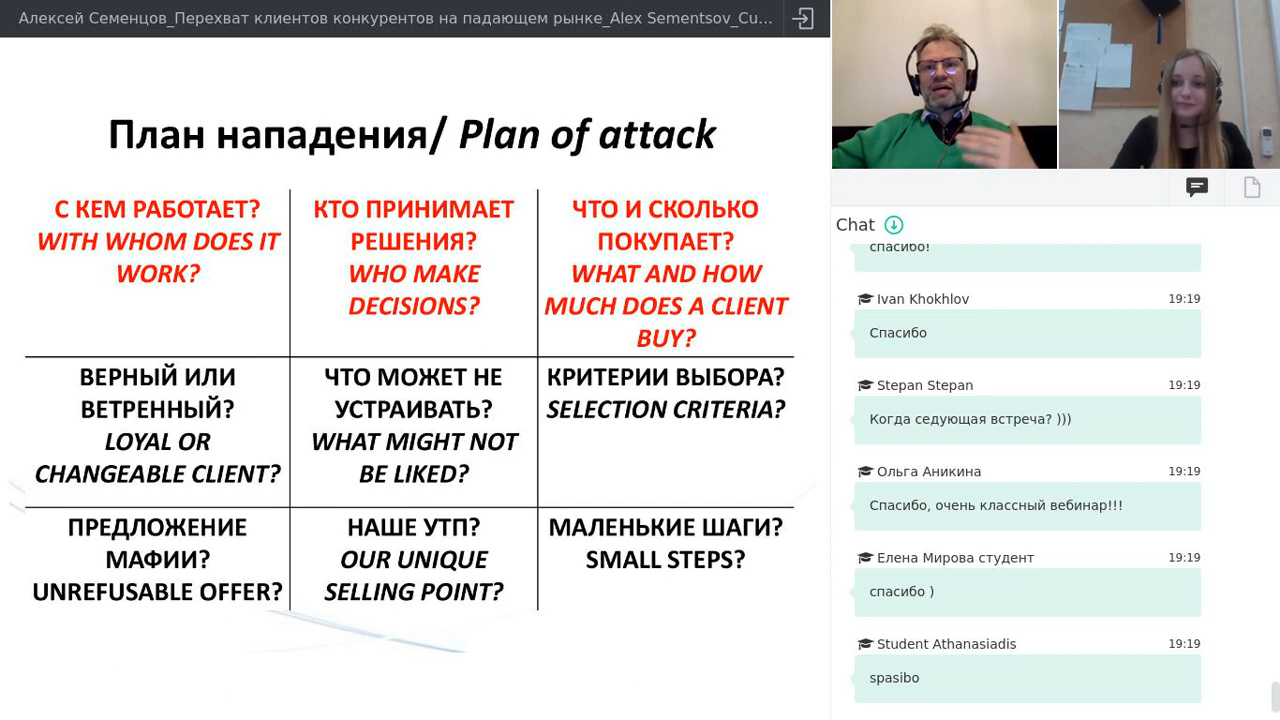 Алексей Семенцов_Перехват клиентов конкурентов на падающем рынке_Alex Sementsov_Cu...
План нападения/ Plan of attack
С КЕМ РАБОТАЕТ?
WITH WHOM DOES IT
WORK?
КТО ПРИНИМАЕТ
РЕШЕНИЯ?
WHO MAKE
DECISIONS?
ЧТО И СКОЛЬКО
ПОКУПАЕТ?
WHAT AND HOW
MUCH DOES A CLIENT
BUY?
ВЕРНЫЙ ИЛИ
ВЕТРЕННЫЙ?
LOYAL OR
CHANGEABLE CLIENT?
ЧТО МОЖЕТ НЕ
УСТРАИВАТЬ?
WHAT MIGHT NOT
BE LIKED?
КРИТЕРИИ ВЫБОРА?
SELECTION CRITERIA?
ПРЕДЛОЖЕНИЕ
МАФИИ?
UNREFUSABLE OFFER?
НАШЕ УТП?
OUR UNIQUE
SELLING POINT?
МАЛЕНЬКИЕ ШАГИ?
SMALL STEPS?
Chat
спасибо!
Ivan Khokhlov 19:19
Спасибо
Stepan Stepan 19:19
Когда седующая встреча? )))
Ольга Аникина 19:19
Спасибо, очень классный вебинар!!!
Елена Мирова студент 19:19
спасибо )
Student Athanasiadis 19:19
spasibo